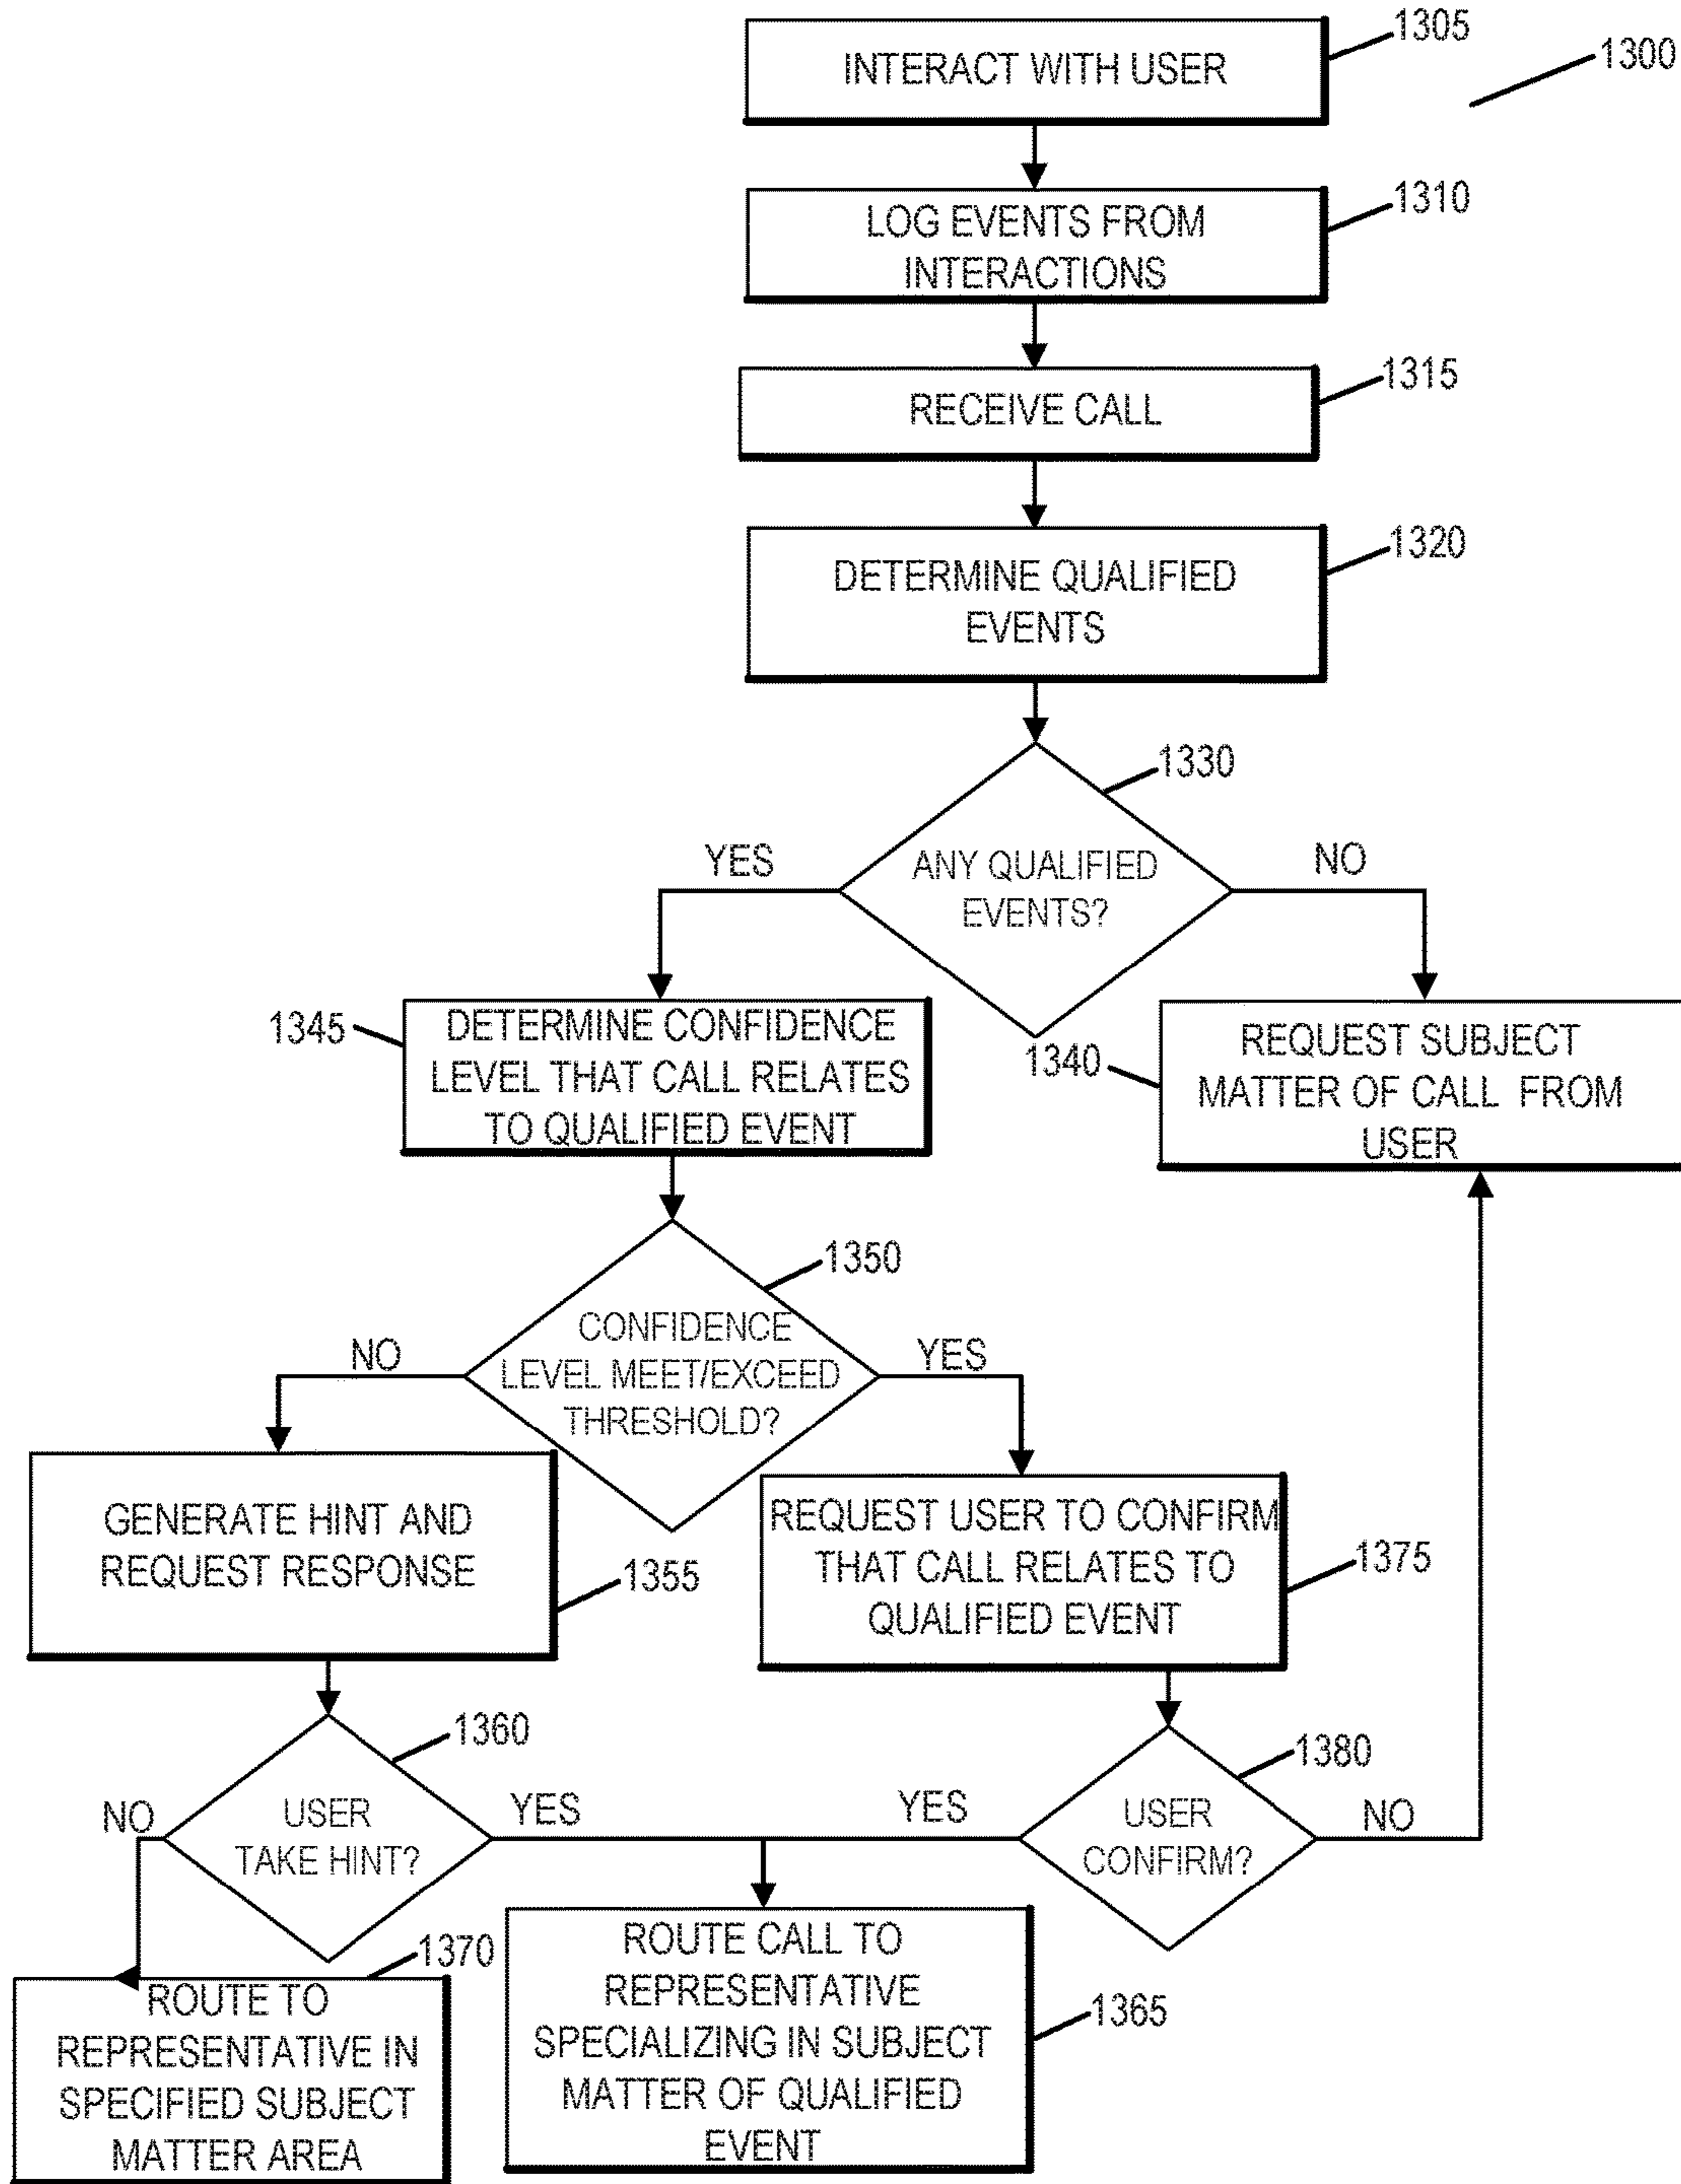 INTERACT WITH USER
1305
1300
LOG EVENTS FROM
INTERACTIONS
1310
RECEIVE CALL
1315
DETERMINE QUALIFIED
EVENTS
1320
1330
ANY QUALIFIED
EVENTS?
YES
NO
1345
DETERMINE CONFIDENCE
LEVEL THAT CALL RELATES
TO QUALIFIED EVENT
1340
REQUEST SUBJECT
MATTER OF CALL FROM
USER
1350
CONFIDENCE
LEVEL MEET/EXCEED
THRESHOLD?
NO
YES
GENERATE HINT AND
REQUEST RESPONSE
1355
REQUEST USER TO CONFIRM
THAT CALL RELATES TO
QUALIFIED EVENT
1375
1360
USER
TAKE HINT?
NO
YES
1380
USER
CONFIRM?
YES
NO
1370
ROUTE TO
REPRESENTATIVE IN
SPECIFIED SUBJECT
MATTER AREA
ROUTE CALL TO
REPRESENTATIVE
SPECIALIZING IN SUBJECT
MATTER OF QUALIFIED
EVENT
1365